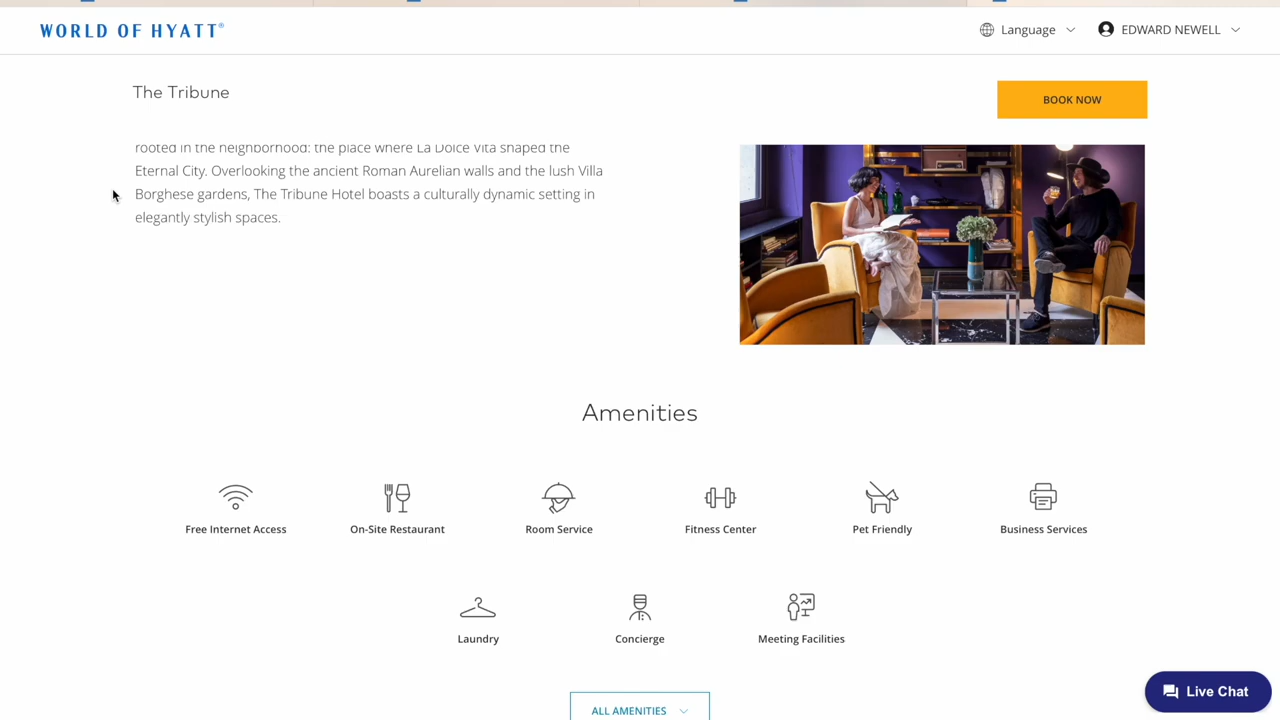 WORLD OF HYATT®
Language
EDWARD NEWELL
The Tribune
BOOK NOW
rooted in the neighborhood: the place where La Dolce Vita shaped the
Eternal City. Overlooking the ancient Roman Aurelian walls and the lush Villa
Borghese gardens, The Tribune Hotel boasts a culturally dynamic setting in
elegantly stylish spaces.
Amenities
Free Internet Access
On-Site Restaurant
Room Service
Fitness Center
Pet Friendly
Business Services
Laundry
Concierge
Meeting Facilities
ALL AMENITIES
Live Chat